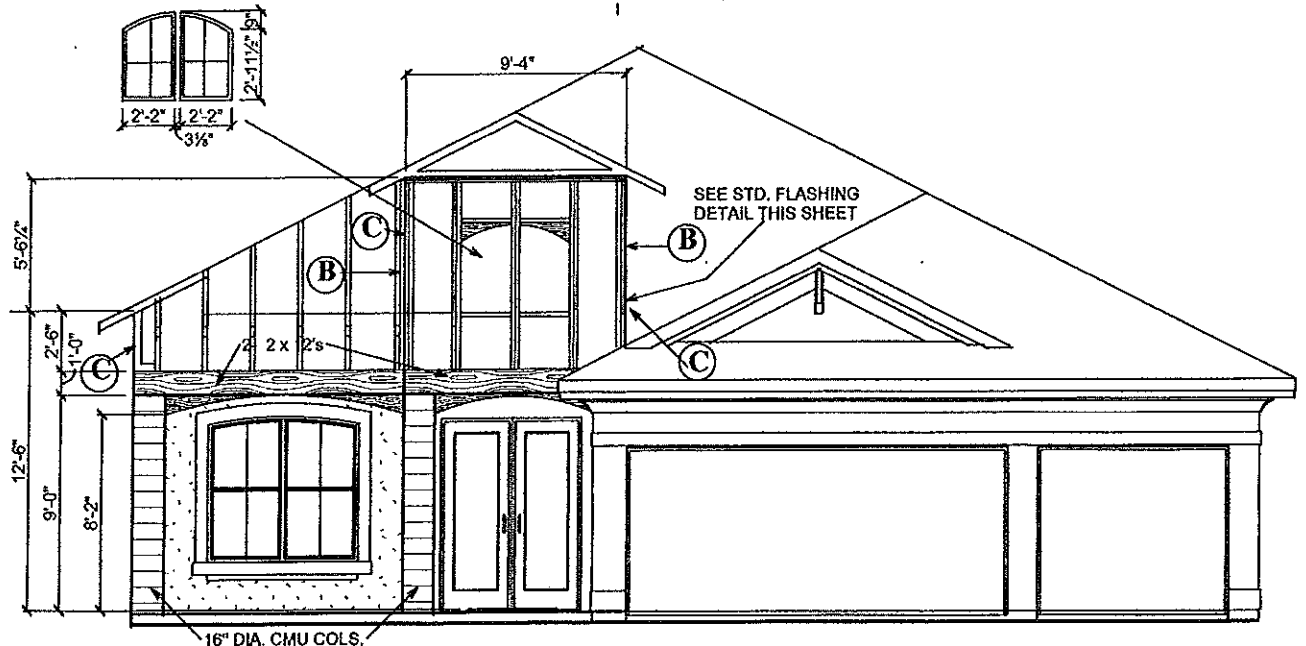 9"
2'-11½"
2'-2" 2'-2"
3⅛"
9'-4"
SEE STD. FLASHING
DETAIL THIS SHEET
C
B
B
C
C
5'-6¼"
2'-6"
1'-0"
2- 2 x 12's
12'-6"
9'-0"
8'-2"
16" DIA. CMU COLS.